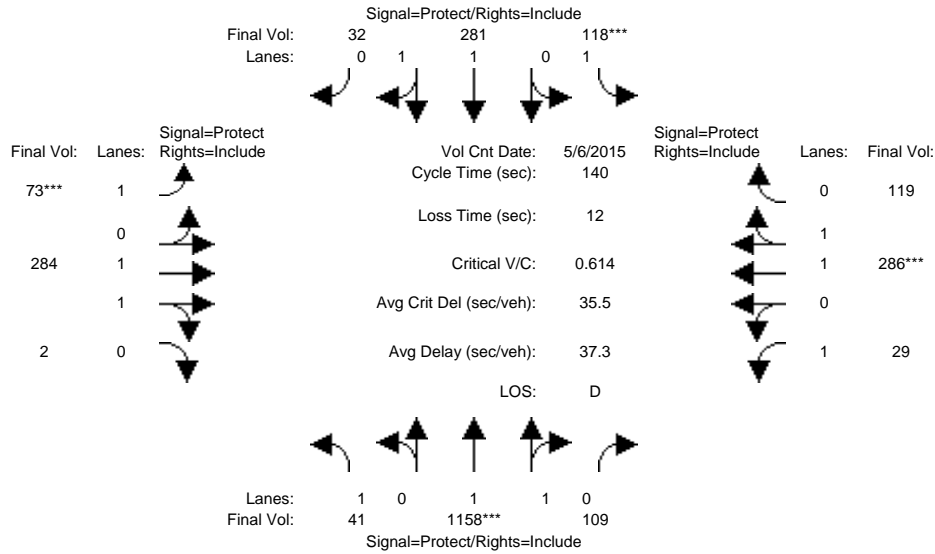 Signal=Protect/Rights=Include
Final Vol: 32 281 118***
Lanes: 0 1 1 0 1
Signal=Protect Signal=Protect
Final Vol: Lanes: Rights=Include Vol Cnt Date: 5/6/2015 Rights=Include Lanes: Final Vol:
Cycle Time (sec): 140
73*** 1 0 119
Loss Time (sec): 12
0 1
284 1 Critical V/C: 0.614 1 286***
1 Avg Crit Del (sec/veh): 35.5 0
2 0 Avg Delay (sec/veh): 37.3 1 29
LOS: D
Lanes: 1 0 1 1 0
Final Vol: 41 1158*** 109
Signal=Protect/Rights=Include